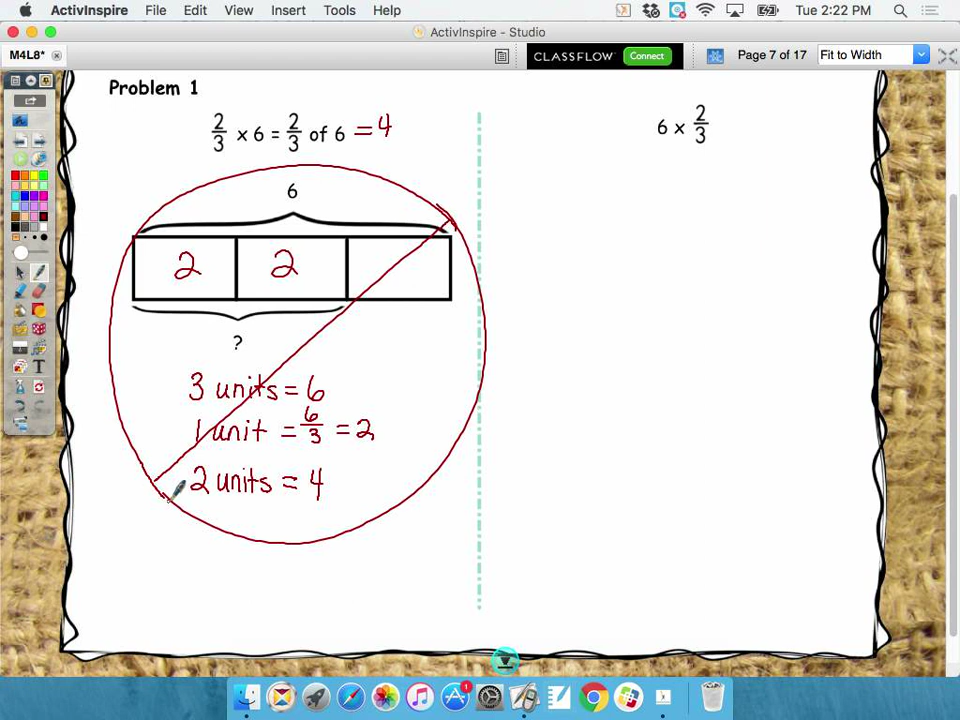 ActivInspire File Edit View Insert Tools Help Tue 2:22 PM
ActivInspire - Studio
M4L8* CLASSFLOW Connect Page 7 of 17 Fit to Width
Problem 1
2/3 x 6 = 2/3 of 6 = 4
6 x 2/3
6
2 2
?
3 units = 6
1 unit = 6/3 = 2
2 units = 4
T
1